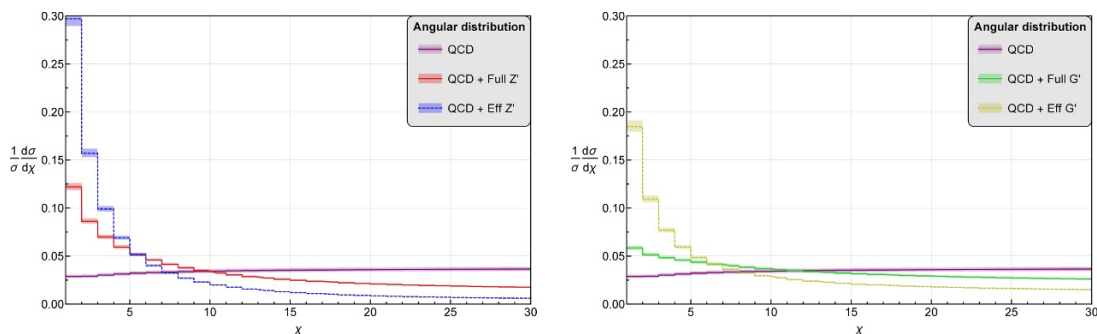 0.30
0.25
0.20
0.15
0.10
0.05
0.00
1/σ dσ/dχ
Angular distribution
QCD
QCD + Full Z'
QCD + Eff Z'
5 10 15 20 25 30
χ
0.30
0.25
0.20
0.15
0.10
0.05
0.00
1/σ dσ/dχ
Angular distribution
QCD
QCD + Full G'
QCD + Eff G'
5 10 15 20 25 30
χ